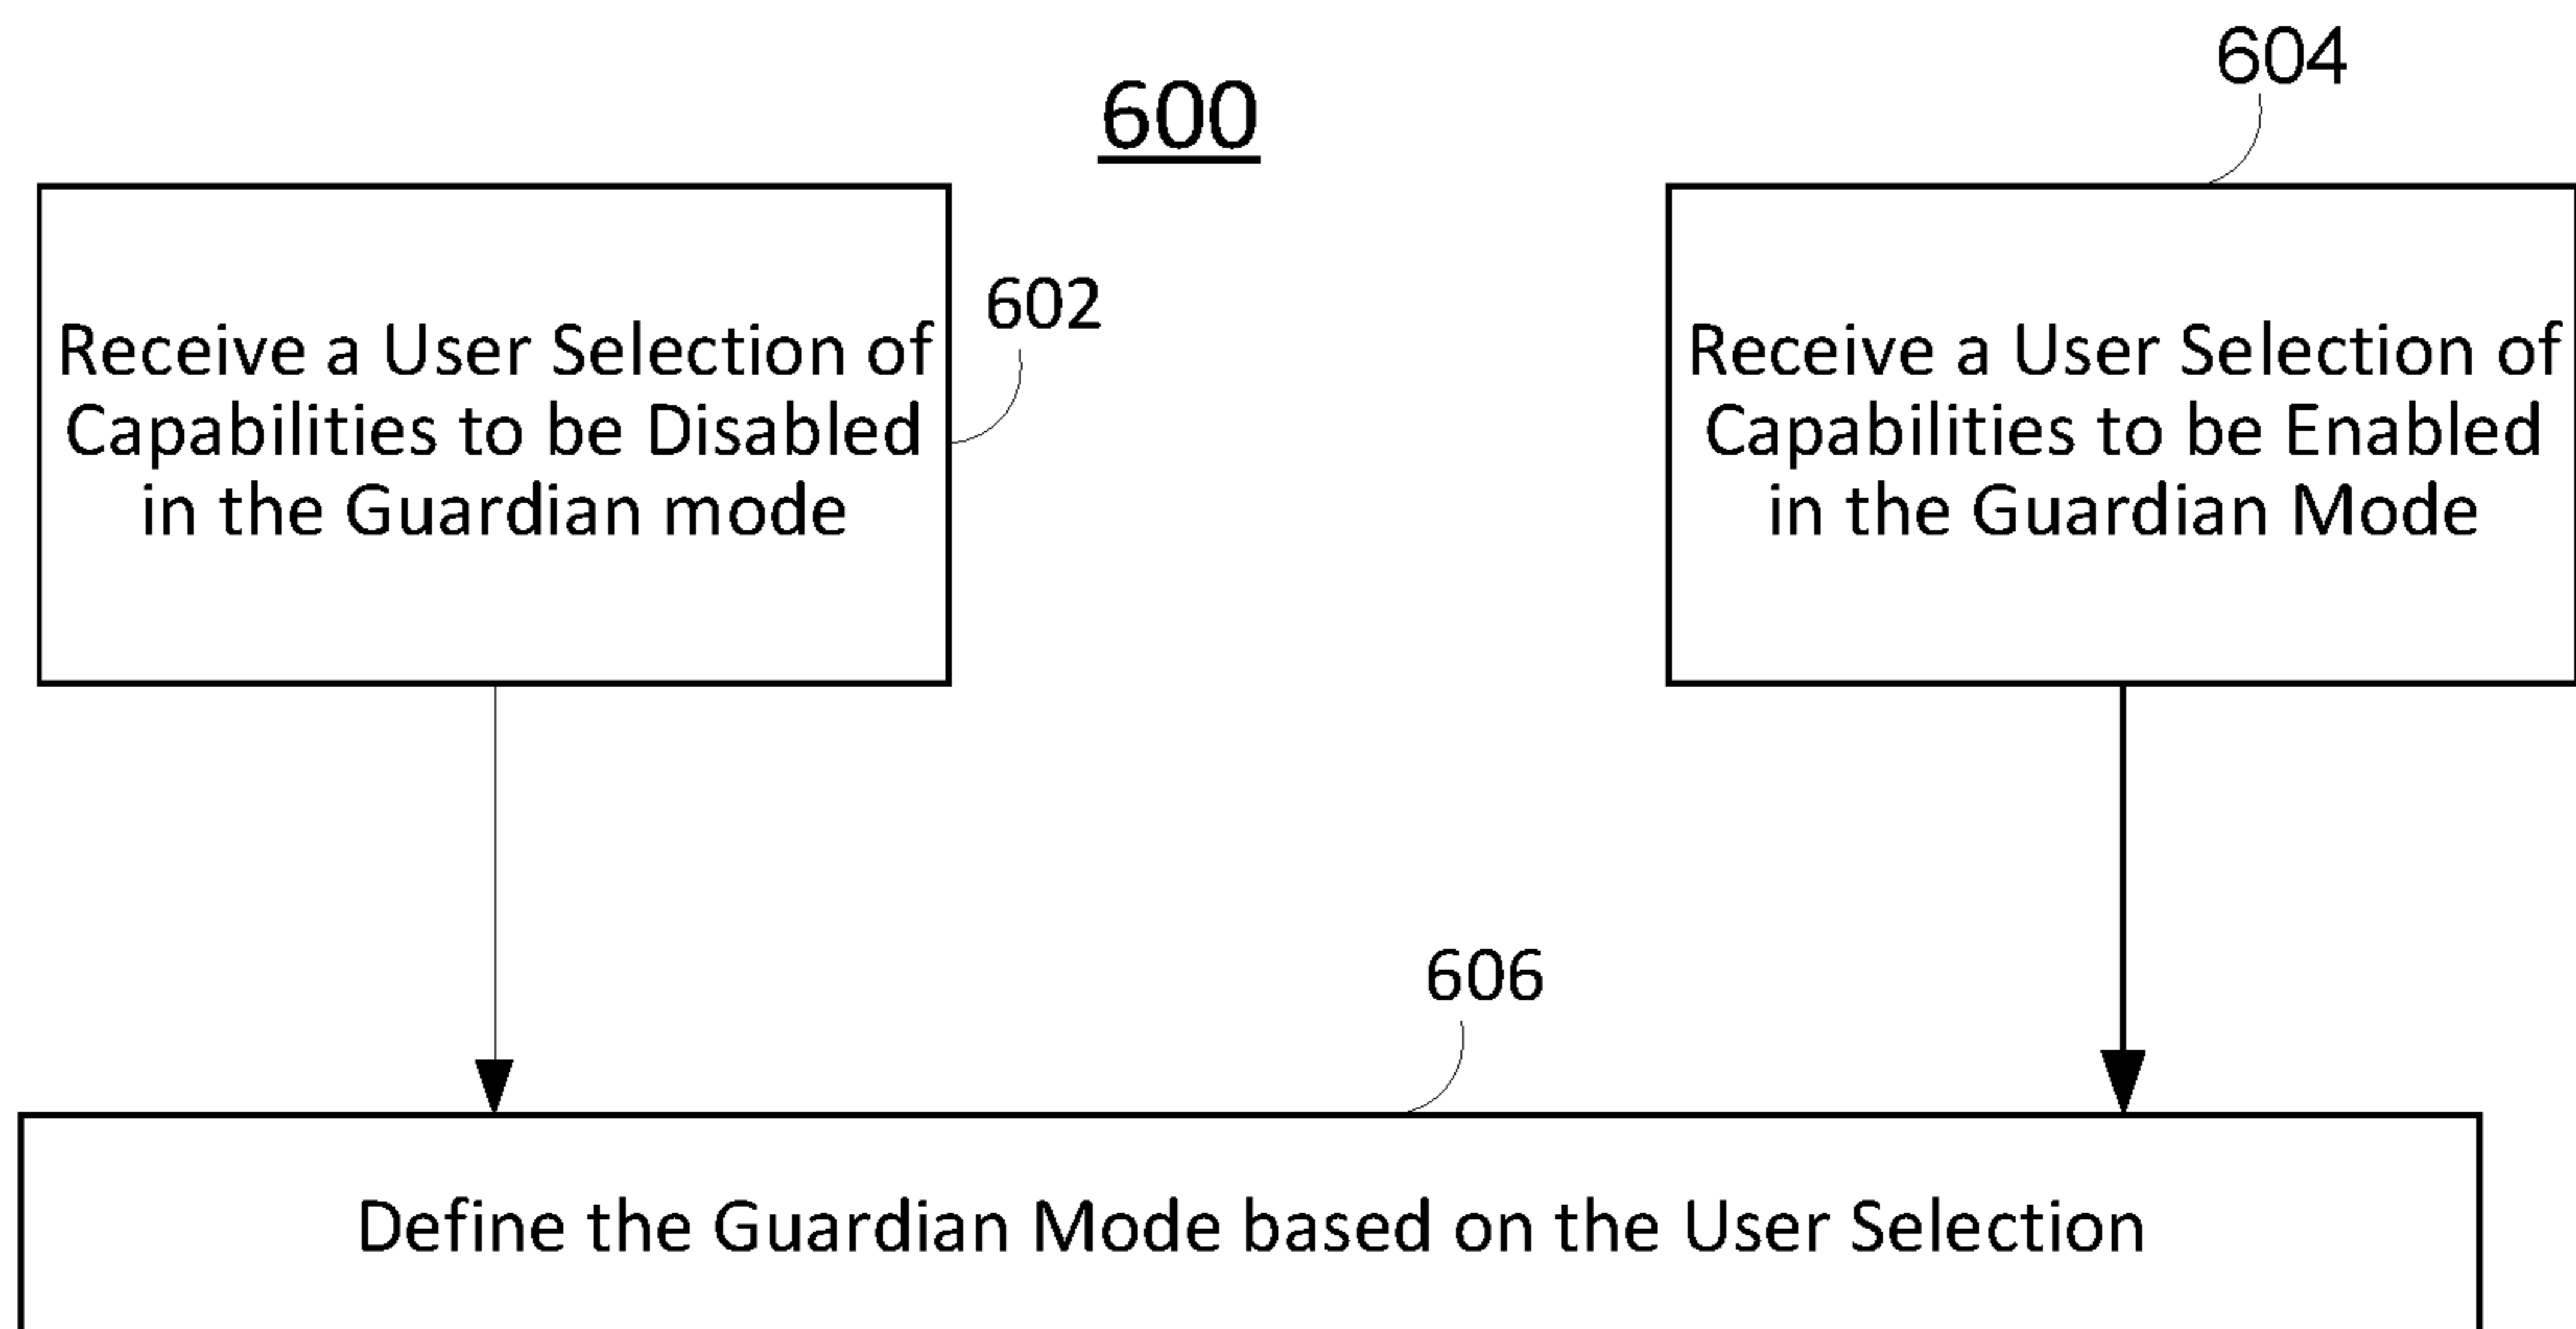 604
600
602
Receive a User Selection of
Capabilities to be Disabled
in the Guardian mode
Receive a User Selection of
Capabilities to be Enabled
in the Guardian Mode
606
Define the Guardian Mode based on the User Selection